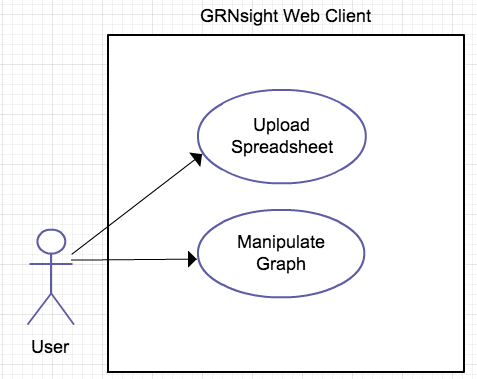 GRNsight Web Client
Upload
Spreadsheet
Manipulate
Graph
User